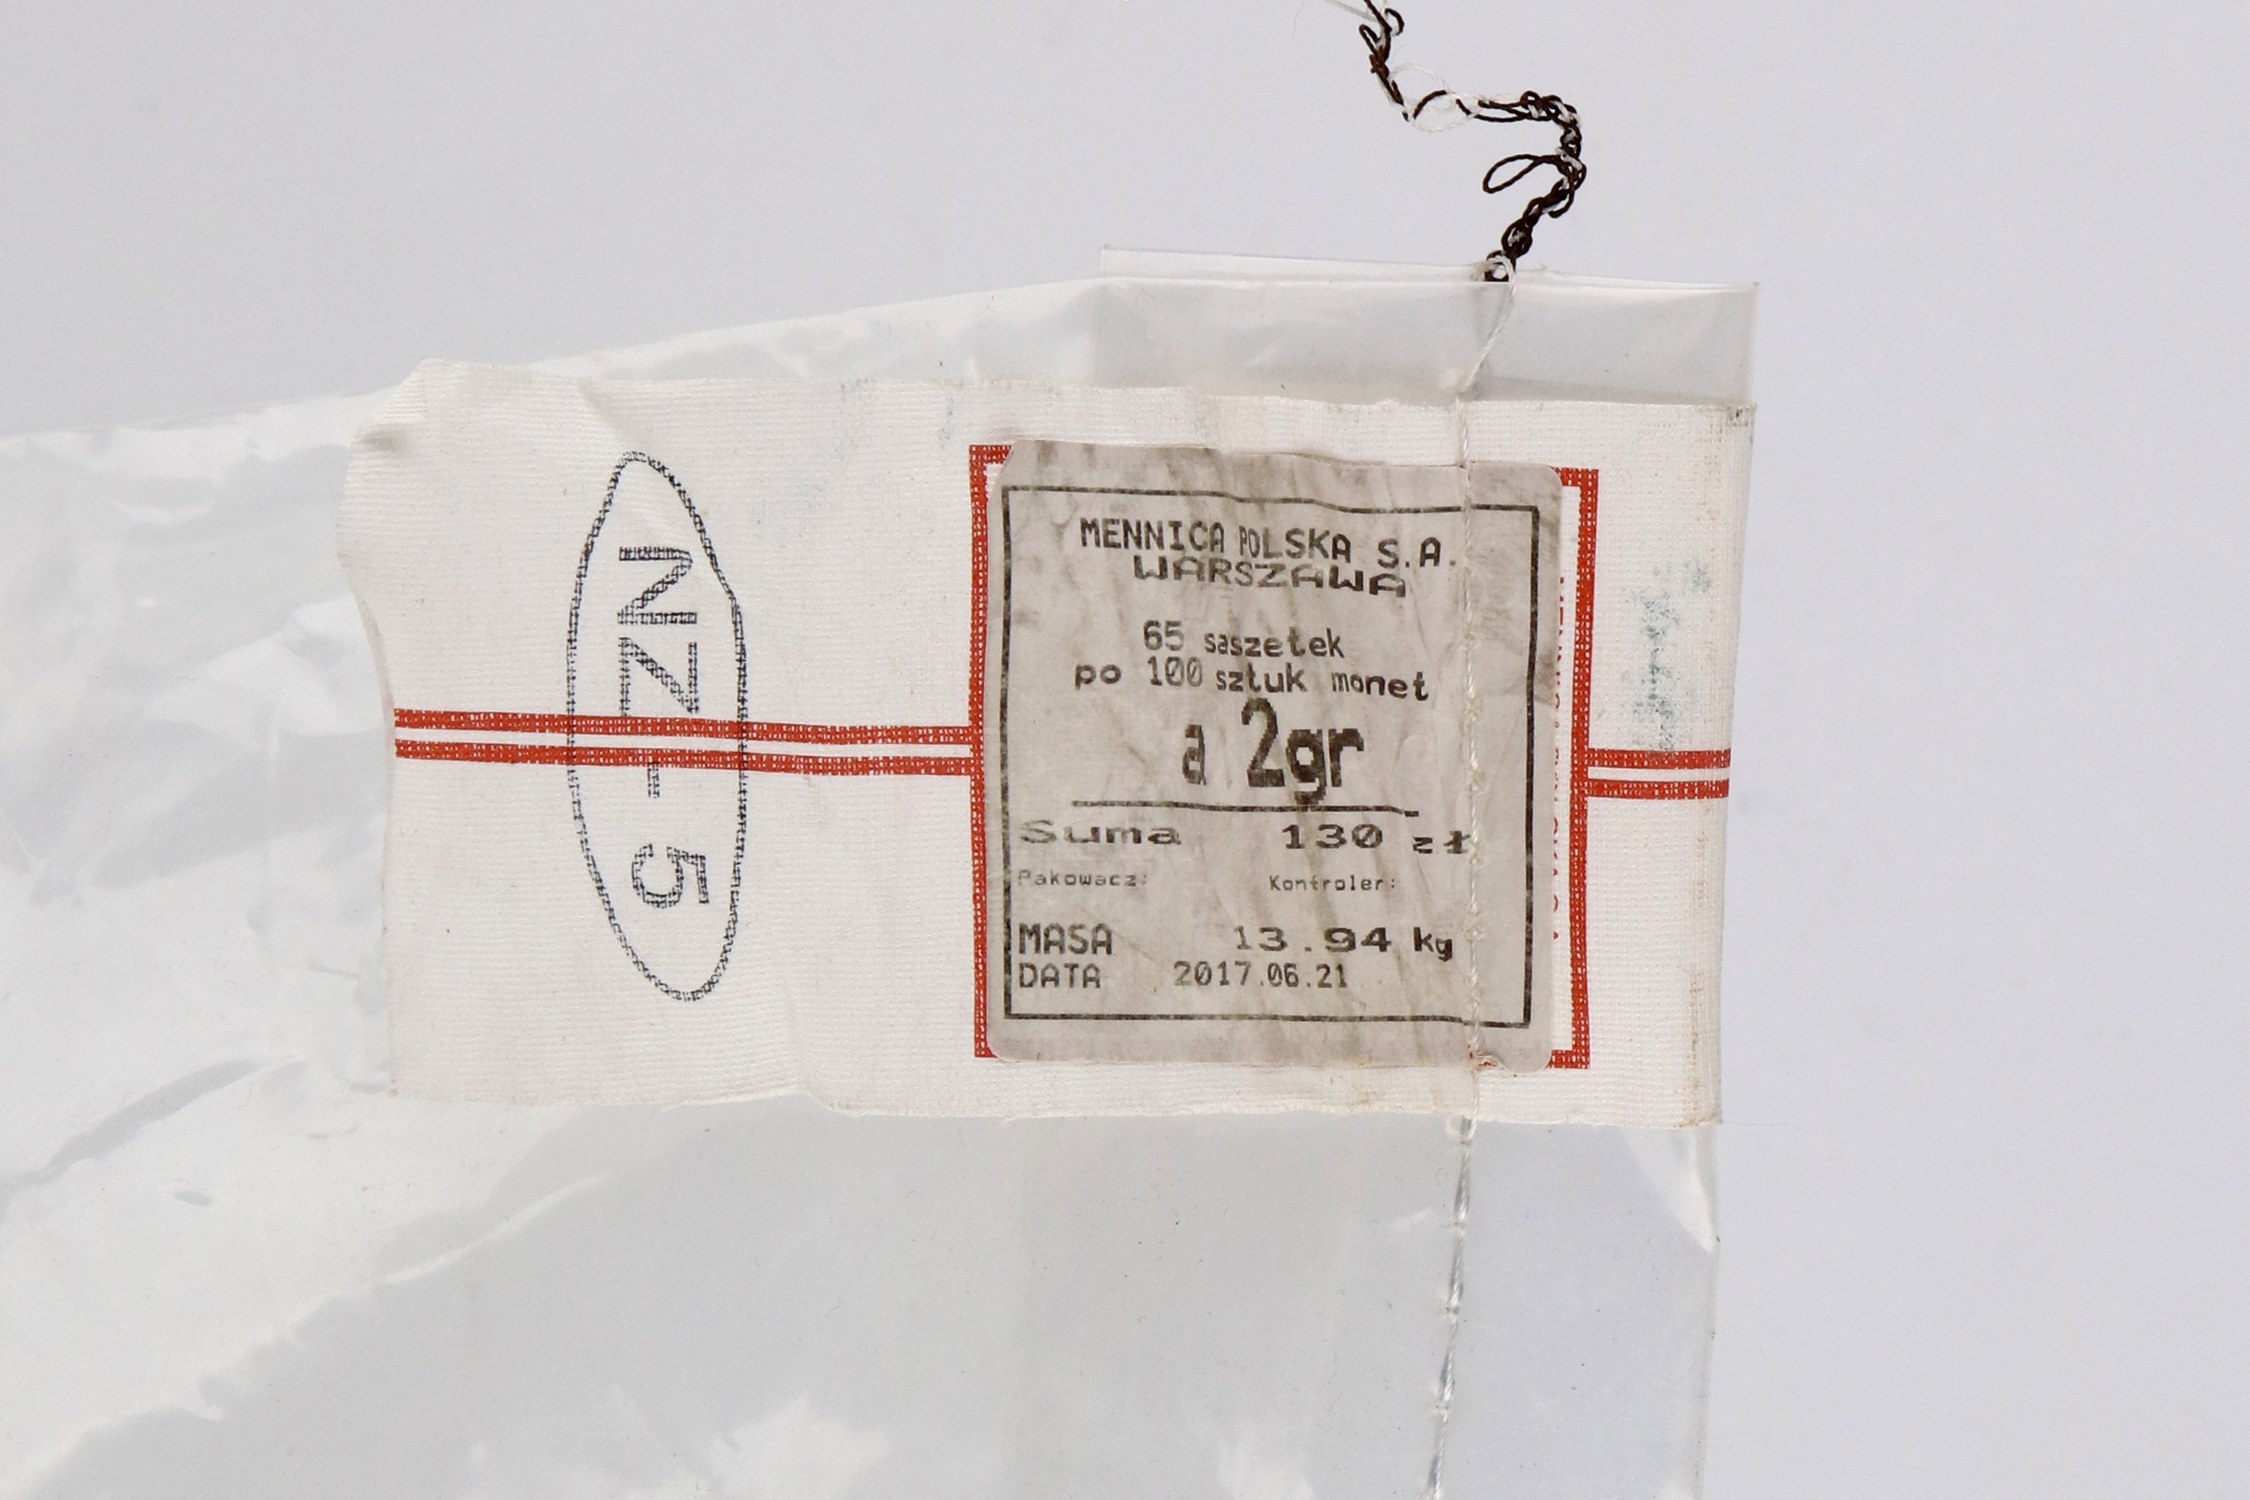 NZ-5
MENNICA POLSKA S.A.
WARSZAWA
65 saszetek
po 100 sztuk monet
a 2gr
Suma 130 zł
Pakowacz: Kontroler:
MASA 13.94 kg
DATA 2017.06.21